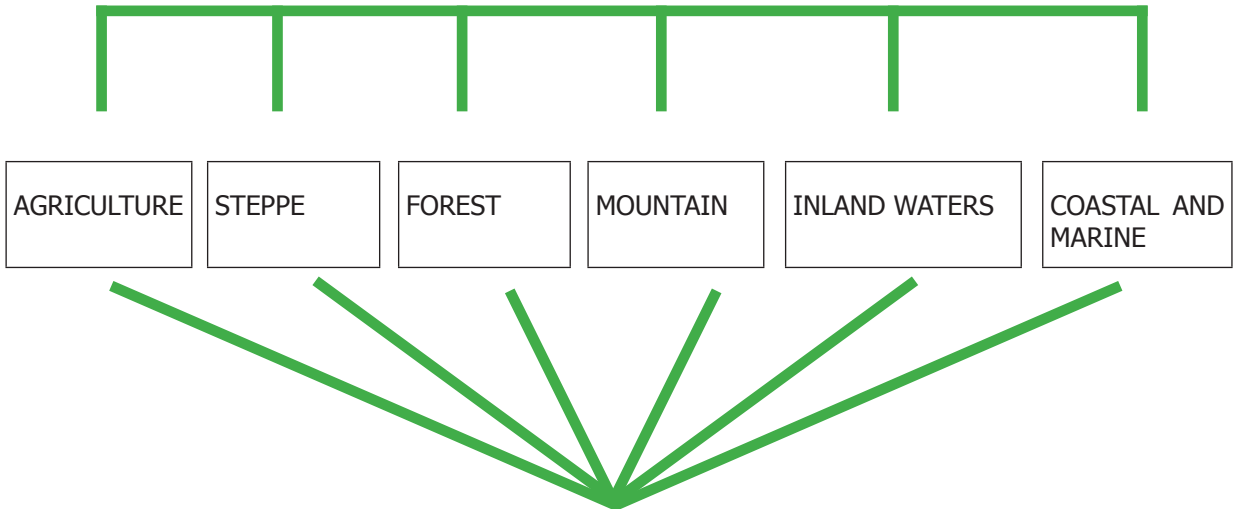 AGRICULTURE
STEPPE
FOREST
MOUNTAIN
INLAND WATERS
COASTAL AND
MARINE